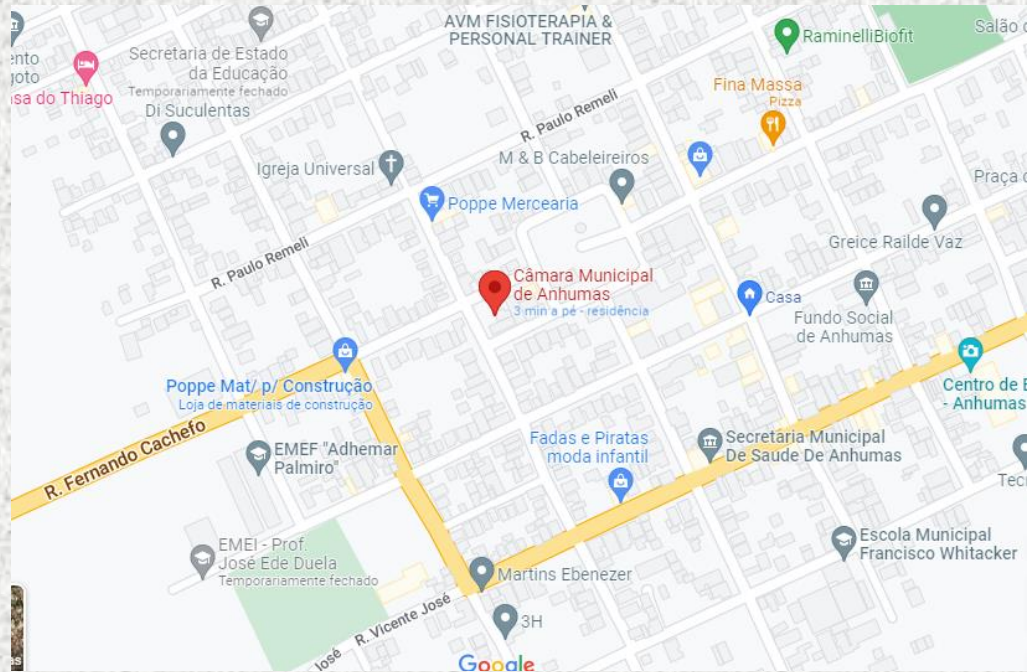 AVM FISIOTERAPIA &
PERSONAL TRAINER
Salão
RaminelliBiofit
Secretaria de Estado
da Educação
Temporariamente fechado
Di Suculentas
do Thiago
Fina Massa
Pizza
R. Paulo Remeli
Igreja Universal
M & B Cabeleireiros
Praça
Poppe Mercearia
Greice Railde Vaz
R. Paulo Remeli
Câmara Municipal
de Anhumas
3 min a pé - residência
Casa
Fundo Social
de Anhumas
Poppe Mat/ p/ Construção
Loja de materiais de construção
Centro de E
- Anhumas
R. Fernando Cachefo
EMEF "Adhemar
Palmiro"
Fadas e Piratas
moda infantil
Secretaria Municipal
De Saude De Anhumas
EMEI - Prof.
José Ede Duela
Temporariamente fechado
Escola Municipal
Francisco Whitacker
Martins Ebenezer
R. Vicente José
José
3H
Google